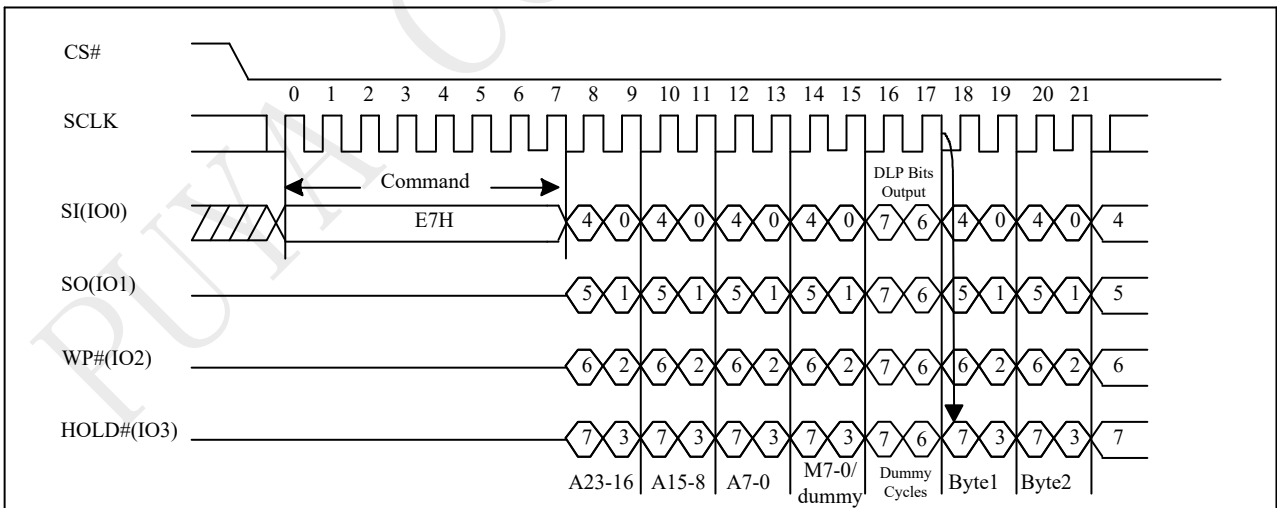 CS#
0 1 2 3 4 5 6 7 8 9 10 11 12 13 14 15 16 17 18 19 20 21
SCLK
DLP Bits
Output
Command
SI(IO0) E7H 4 0 4 0 4 0 4 0 7 6 4 0 4 0 4
SO(IO1) 5 1 5 1 5 1 5 1 7 6 5 1 5 1 5
WP#(IO2) 6 2 6 2 6 2 6 2 7 6 6 2 6 2 6
HOLD#(IO3) 7 3 7 3 7 3 7 3 7 6 7 3 7 3 7
A23-16 A15-8 A7-0 M7-0/
dummy Dummy
Cycles Byte1 Byte2
PUYA